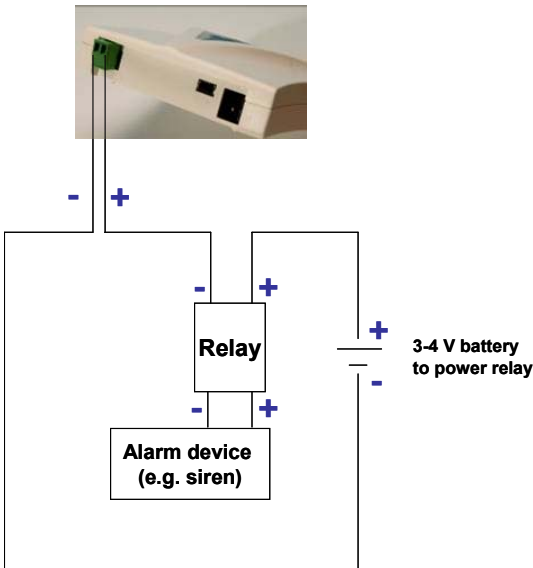 - +
- +
Relay
+
3-4 V battery
to power relay
-
- +
Alarm device
(e.g. siren)